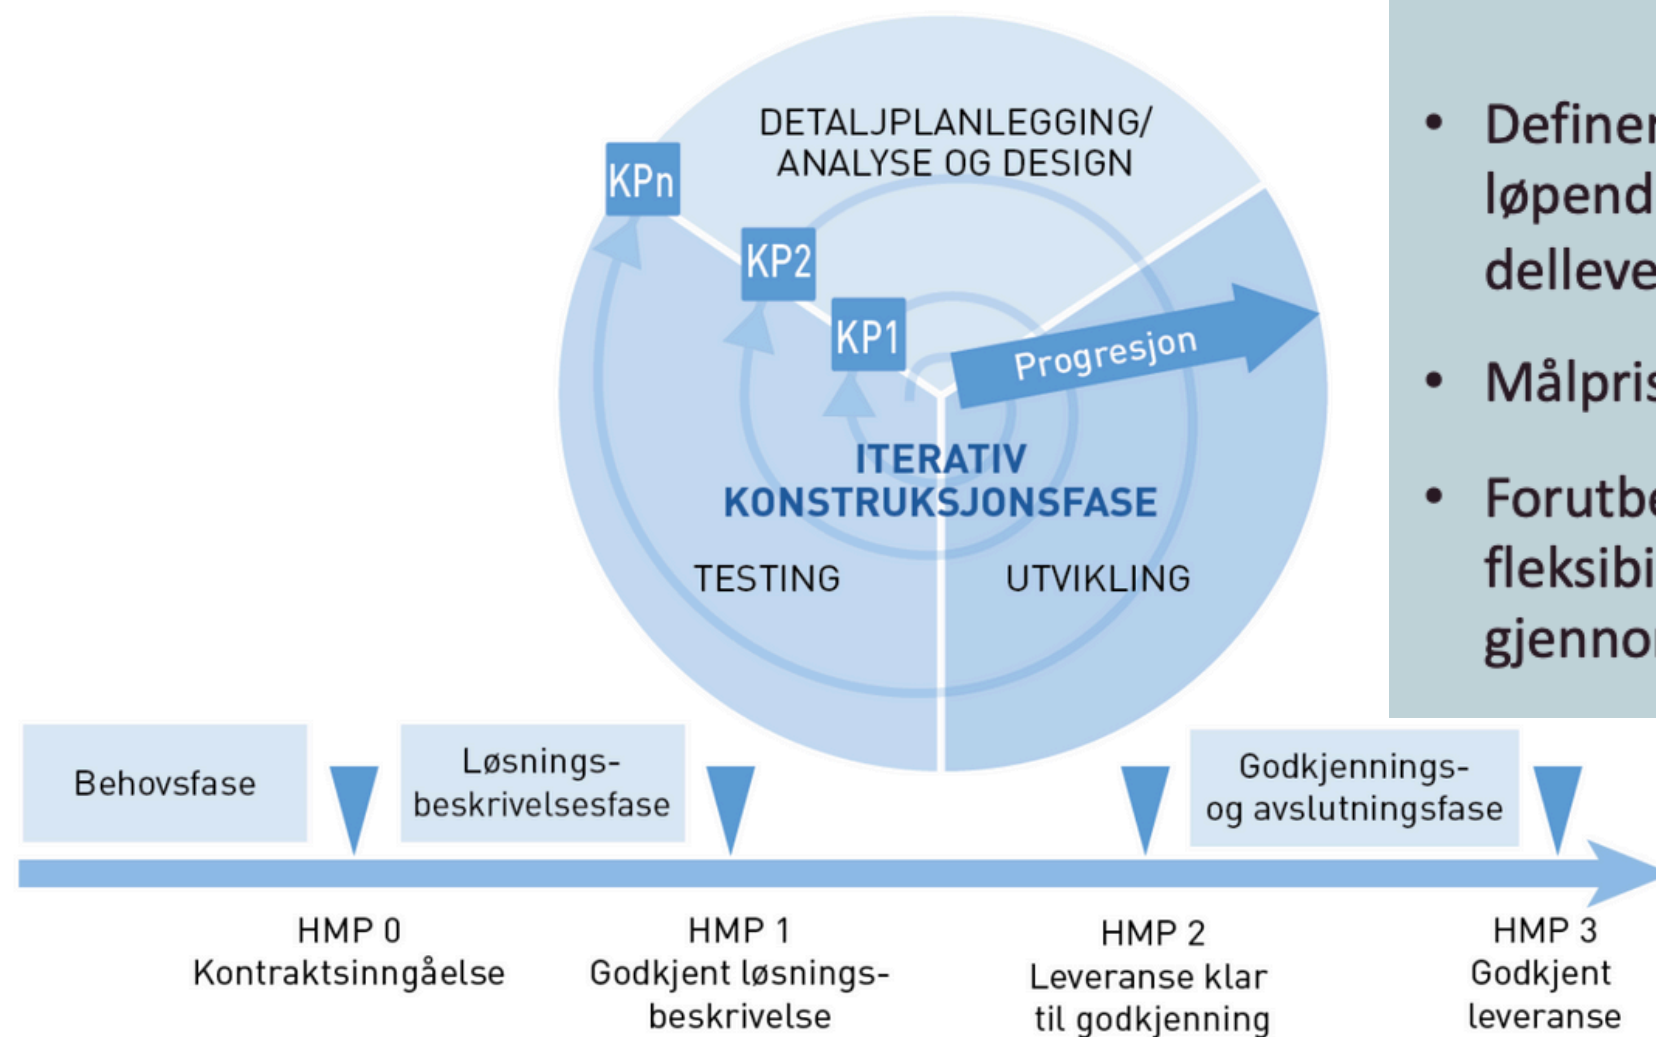 DETALJPLANLEGGING/
ANALYSE OG DESIGN
KPn
KP2
KP1
Progresjon
ITERATIV
KONSTRUKSJONSFASE
TESTING
UTVIKLING
•
•
Målpris
•
Behovsfase
Løsnings-
beskrivelsesfase
Godkjennings-
og avslutningsfase
HMP 0
Kontraktsinngåelse
HMP 1
Godkjent løsnings-
beskrivelse
HMP 2
Leveranse klar
til godkjenning
HMP 3
Godkjent
leveranse